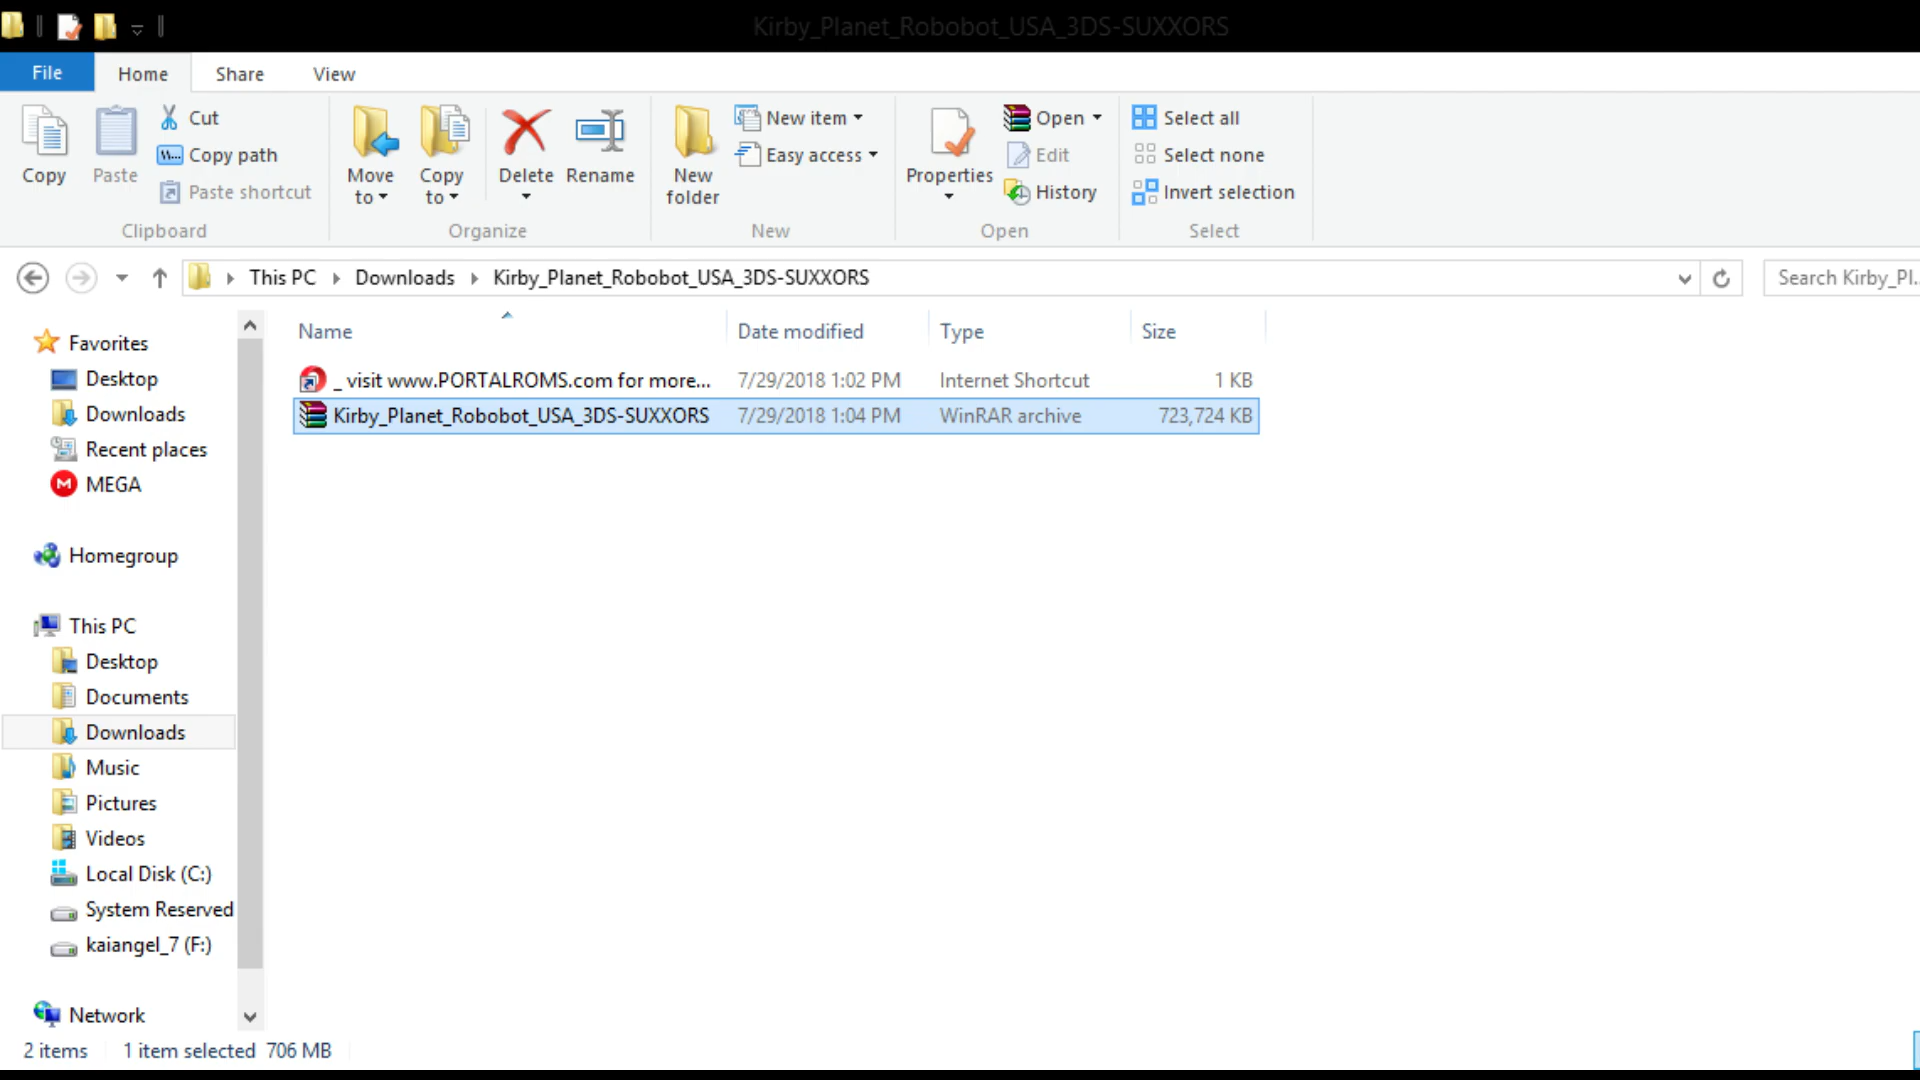 Kirby_Planet_Robobot_USA_3DS-SUXXORS
File Home Share View
Copy
Paste
Cut
Copy path
Paste shortcut
Clipboard
Move to
Copy to
Delete
Rename
Organize
New folder
New item
Easy access
New
Properties
Open
Edit
History
Open
Select all
Select none
Invert selection
Select
This PC Downloads Kirby_Planet_Robobot_USA_3DS-SUXXORS
Search Kirby_Pl...
Name Date modified Type Size
_ visit www.PORTALROMS.com for more... 7/29/2018 1:02 PM Internet Shortcut 1 KB
Kirby_Planet_Robobot_USA_3DS-SUXXORS 7/29/2018 1:04 PM WinRAR archive 723,724 KB
Favorites
Desktop
Downloads
Recent places
MEGA
Homegroup
This PC
Desktop
Documents
Downloads
Music
Pictures
Videos
Local Disk (C:)
System Reserved
kaiangel_7 (F:)
Network
2 items 1 item selected 706 MB